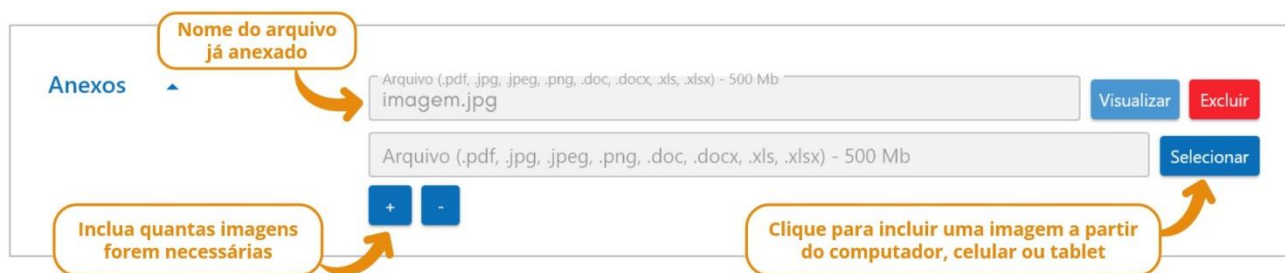 Nome do arquivo
já anexado
Anexos
Arquivo (.pdf, .jpg, .jpeg, .png, .doc, .docx, .xls, .xlsx) - 500 Mb
imagem.jpg
Visualizar
Excluir
Arquivo (.pdf, .jpg, .jpeg, .png, .doc, .docx, .xls, .xlsx) - 500 Mb
Selecionar
+
-
Inclua quantas imagens
forem necessárias
Clique para incluir uma imagem a partir
do computador, celular ou tablet